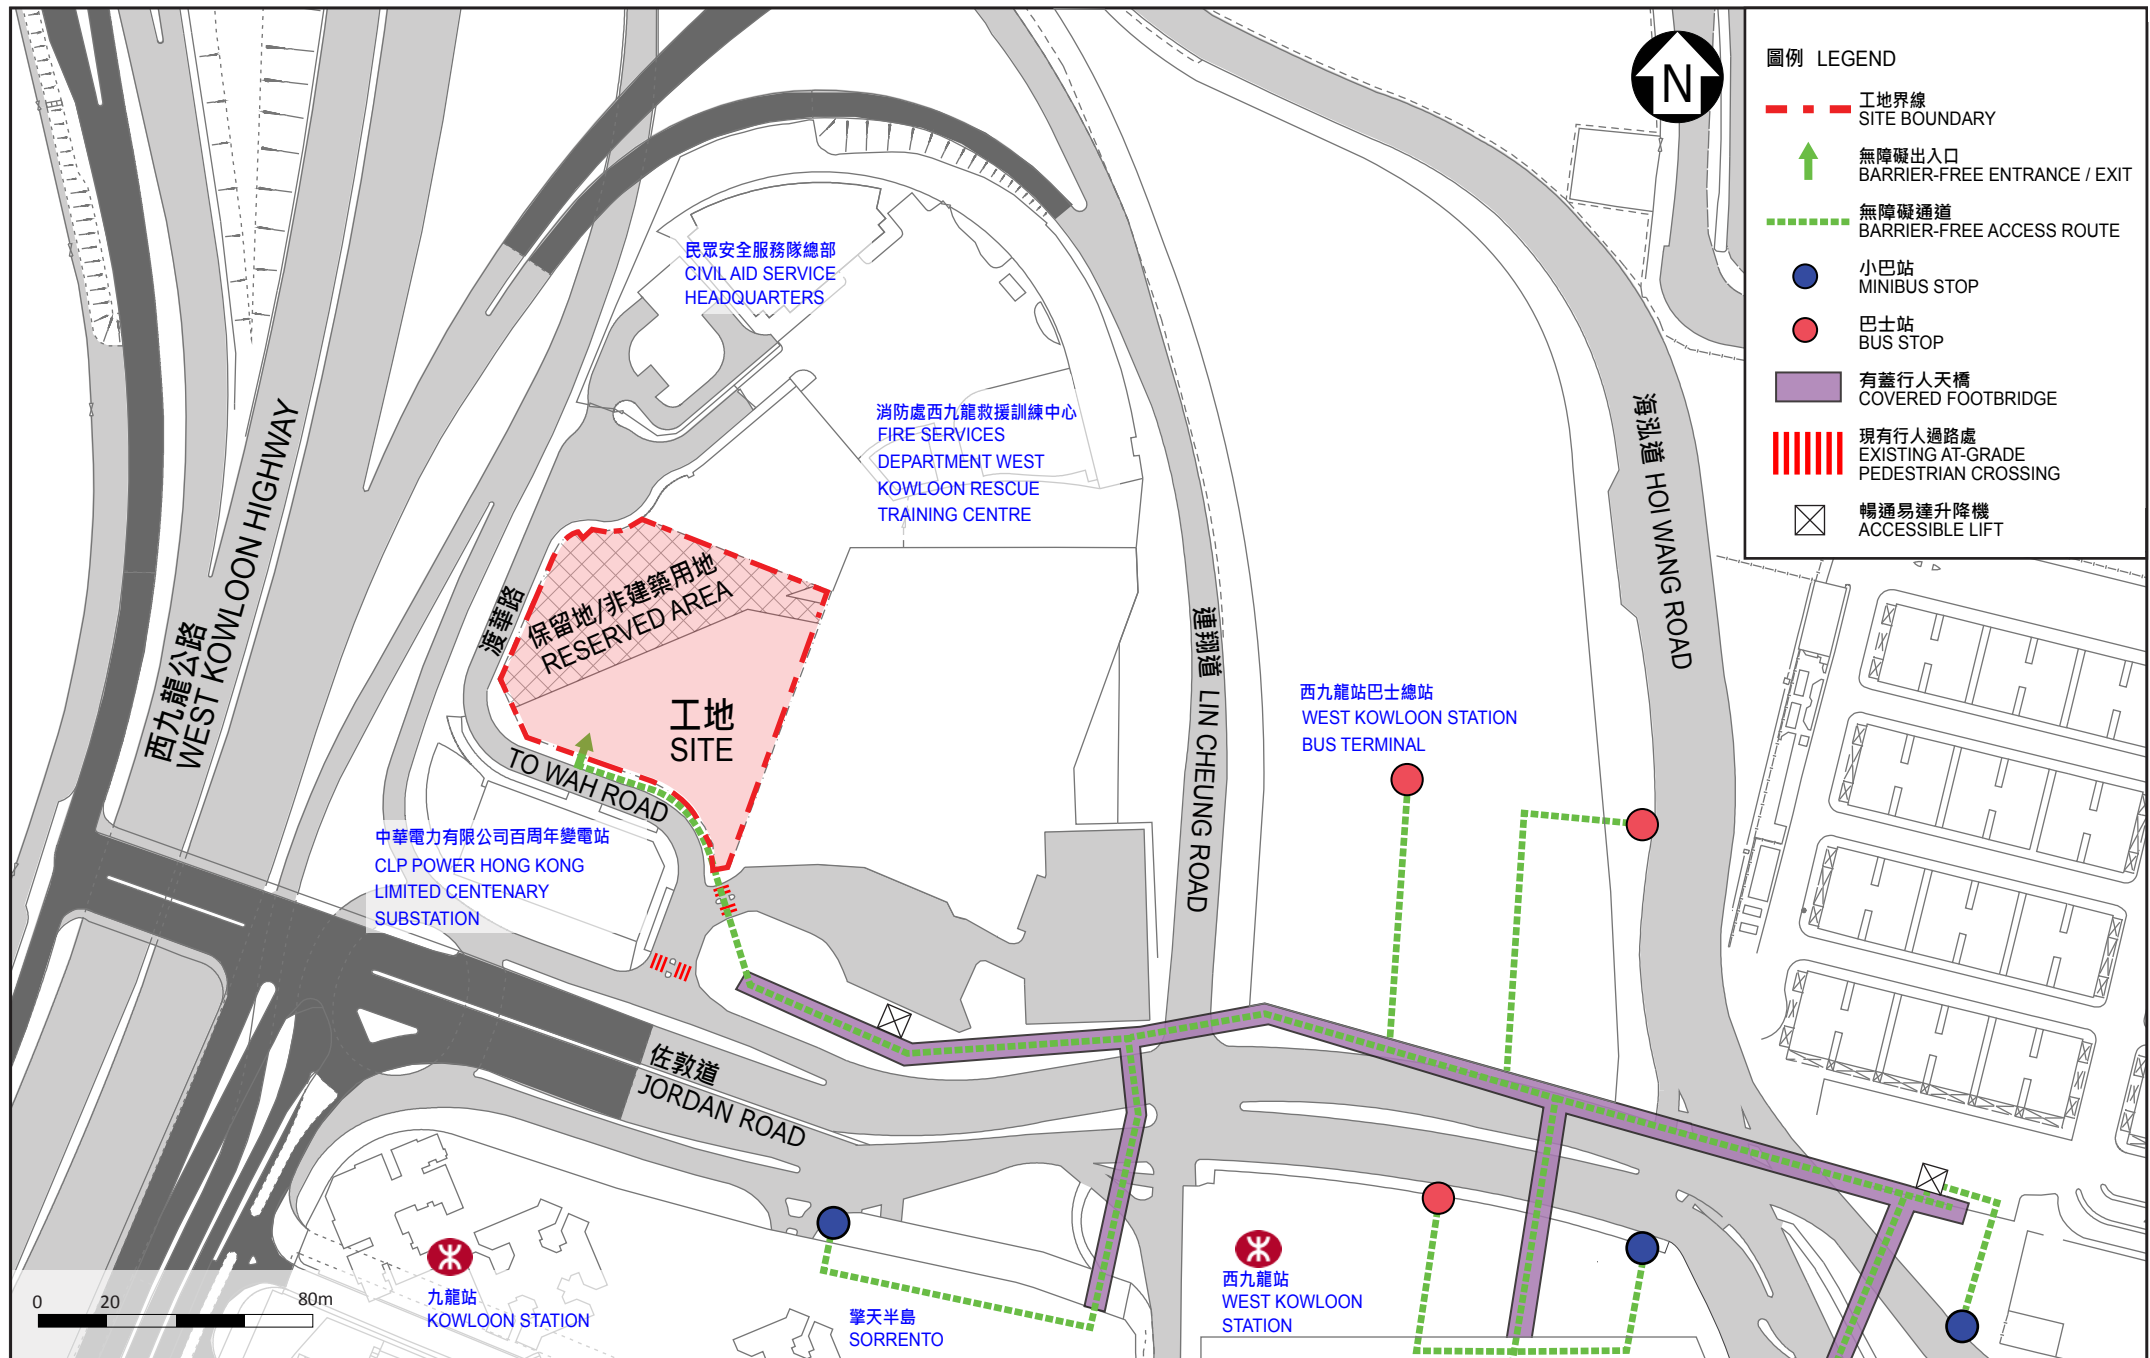 圖例 LEGEND
工地界線
SITE BOUNDARY
無障礙出入口
BARRIER-FREE ENTRANCE / EXIT
無障礙通道
BARRIER-FREE ACCESS ROUTE
小巴站
MINIBUS STOP
巴士站
BUS STOP
有蓋行人天橋
COVERED FOOTBRIDGE
現有行人過路處
EXISTING AT-GRADE
PEDESTRIAN CROSSING
暢通易達升降機
ACCESSIBLE LIFT
N
民眾安全服務隊總部
CIVIL AID SERVICE
HEADQUARTERS
消防處西九龍救援訓練中心
FIRE SERVICES
DEPARTMENT WEST
KOWLOON RESCUE
TRAINING CENTRE
西九龍公路
WEST KOWLOON HIGHWAY
渡華路
TO WAH ROAD
保留地/非建築用地
RESERVED AREA
工地
SITE
連翔道 LIN CHEUNG ROAD
海泓道 HOI WANG ROAD
西九龍站巴士總站
WEST KOWLOON STATION
BUS TERMINAL
中華電力有限公司百周年變電站
CLP POWER HONG KONG
LIMITED CENTENARY
SUBSTATION
佐敦道
JORDAN ROAD
九龍站
KOWLOON STATION
擎天半島
SORRENTO
西九龍站
WEST KOWLOON
STATION
0 20 80m